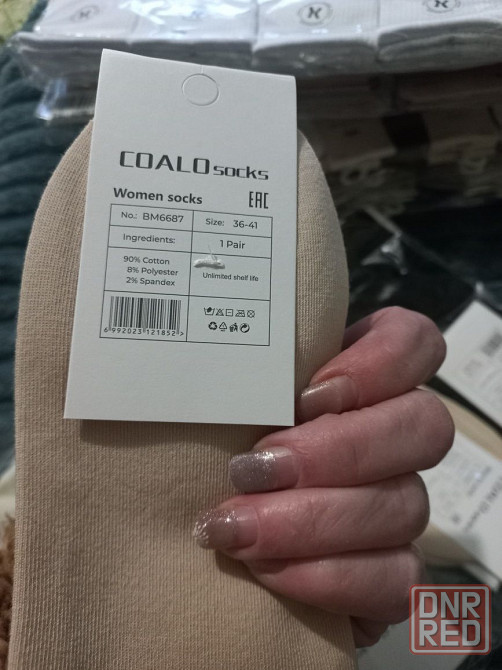 K
K
COALO socks
Women socks
EAC
No.: BM6687
Size: 36-41
Ingredients:
1 Pair
90% Cotton
8% Polyester
2% Spandex
Unlimited shelf life
6 992023 121852 >
DNR
RED